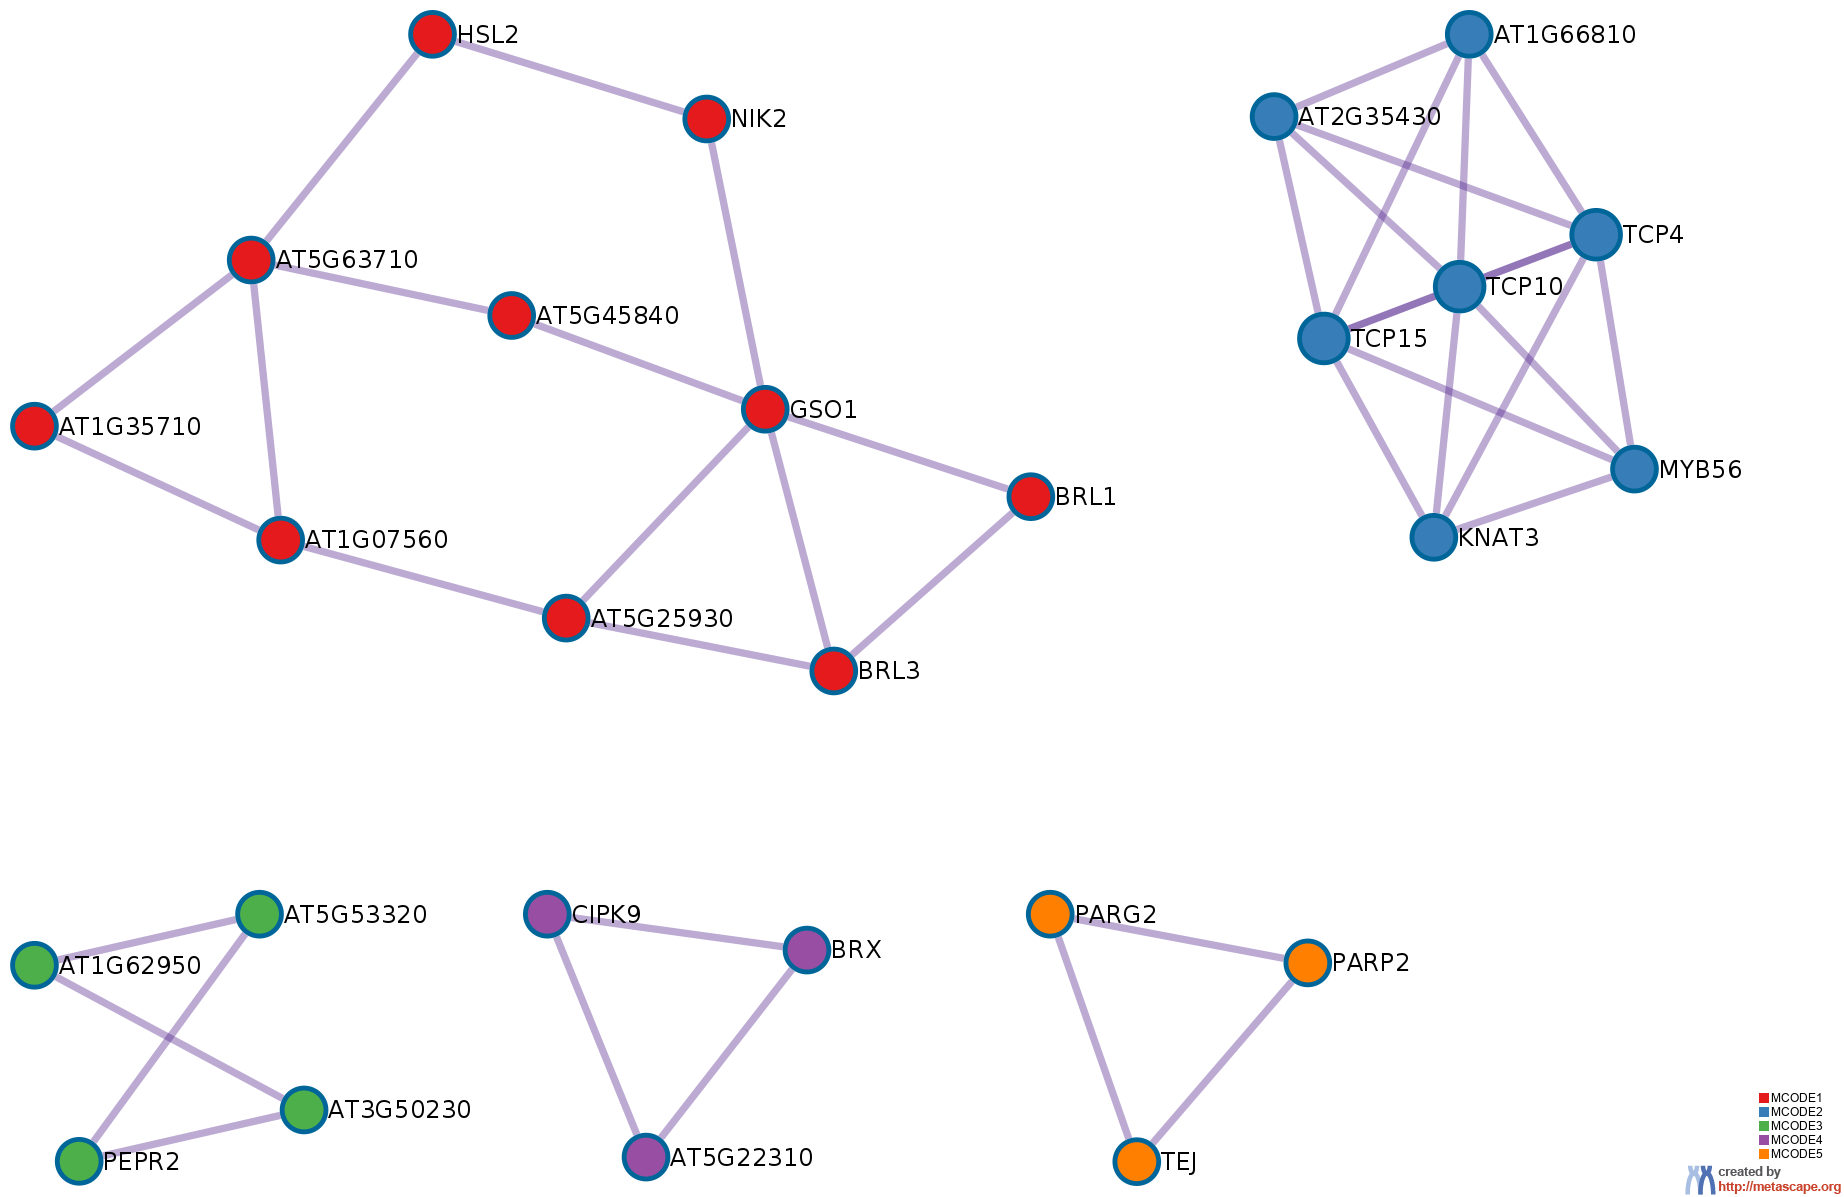 HSL2
NIK2
AT5G63710
AT5G45840
GSO1
AT1G35710
BRL1
AT1G07560
AT5G25930
BRL3
AT1G66810
AT2G35430
TCP4
TCP10
TCP15
MYB56
KNAT3
AT5G53320
AT1G62950
AT3G50230
PEPR2
CIPK9
BRX
AT5G22310
PARG2
PARP2
TEJ
MCODE1
MCODE2
MCODE3
MCODE4
MCODE5
created by
http://metascape.org